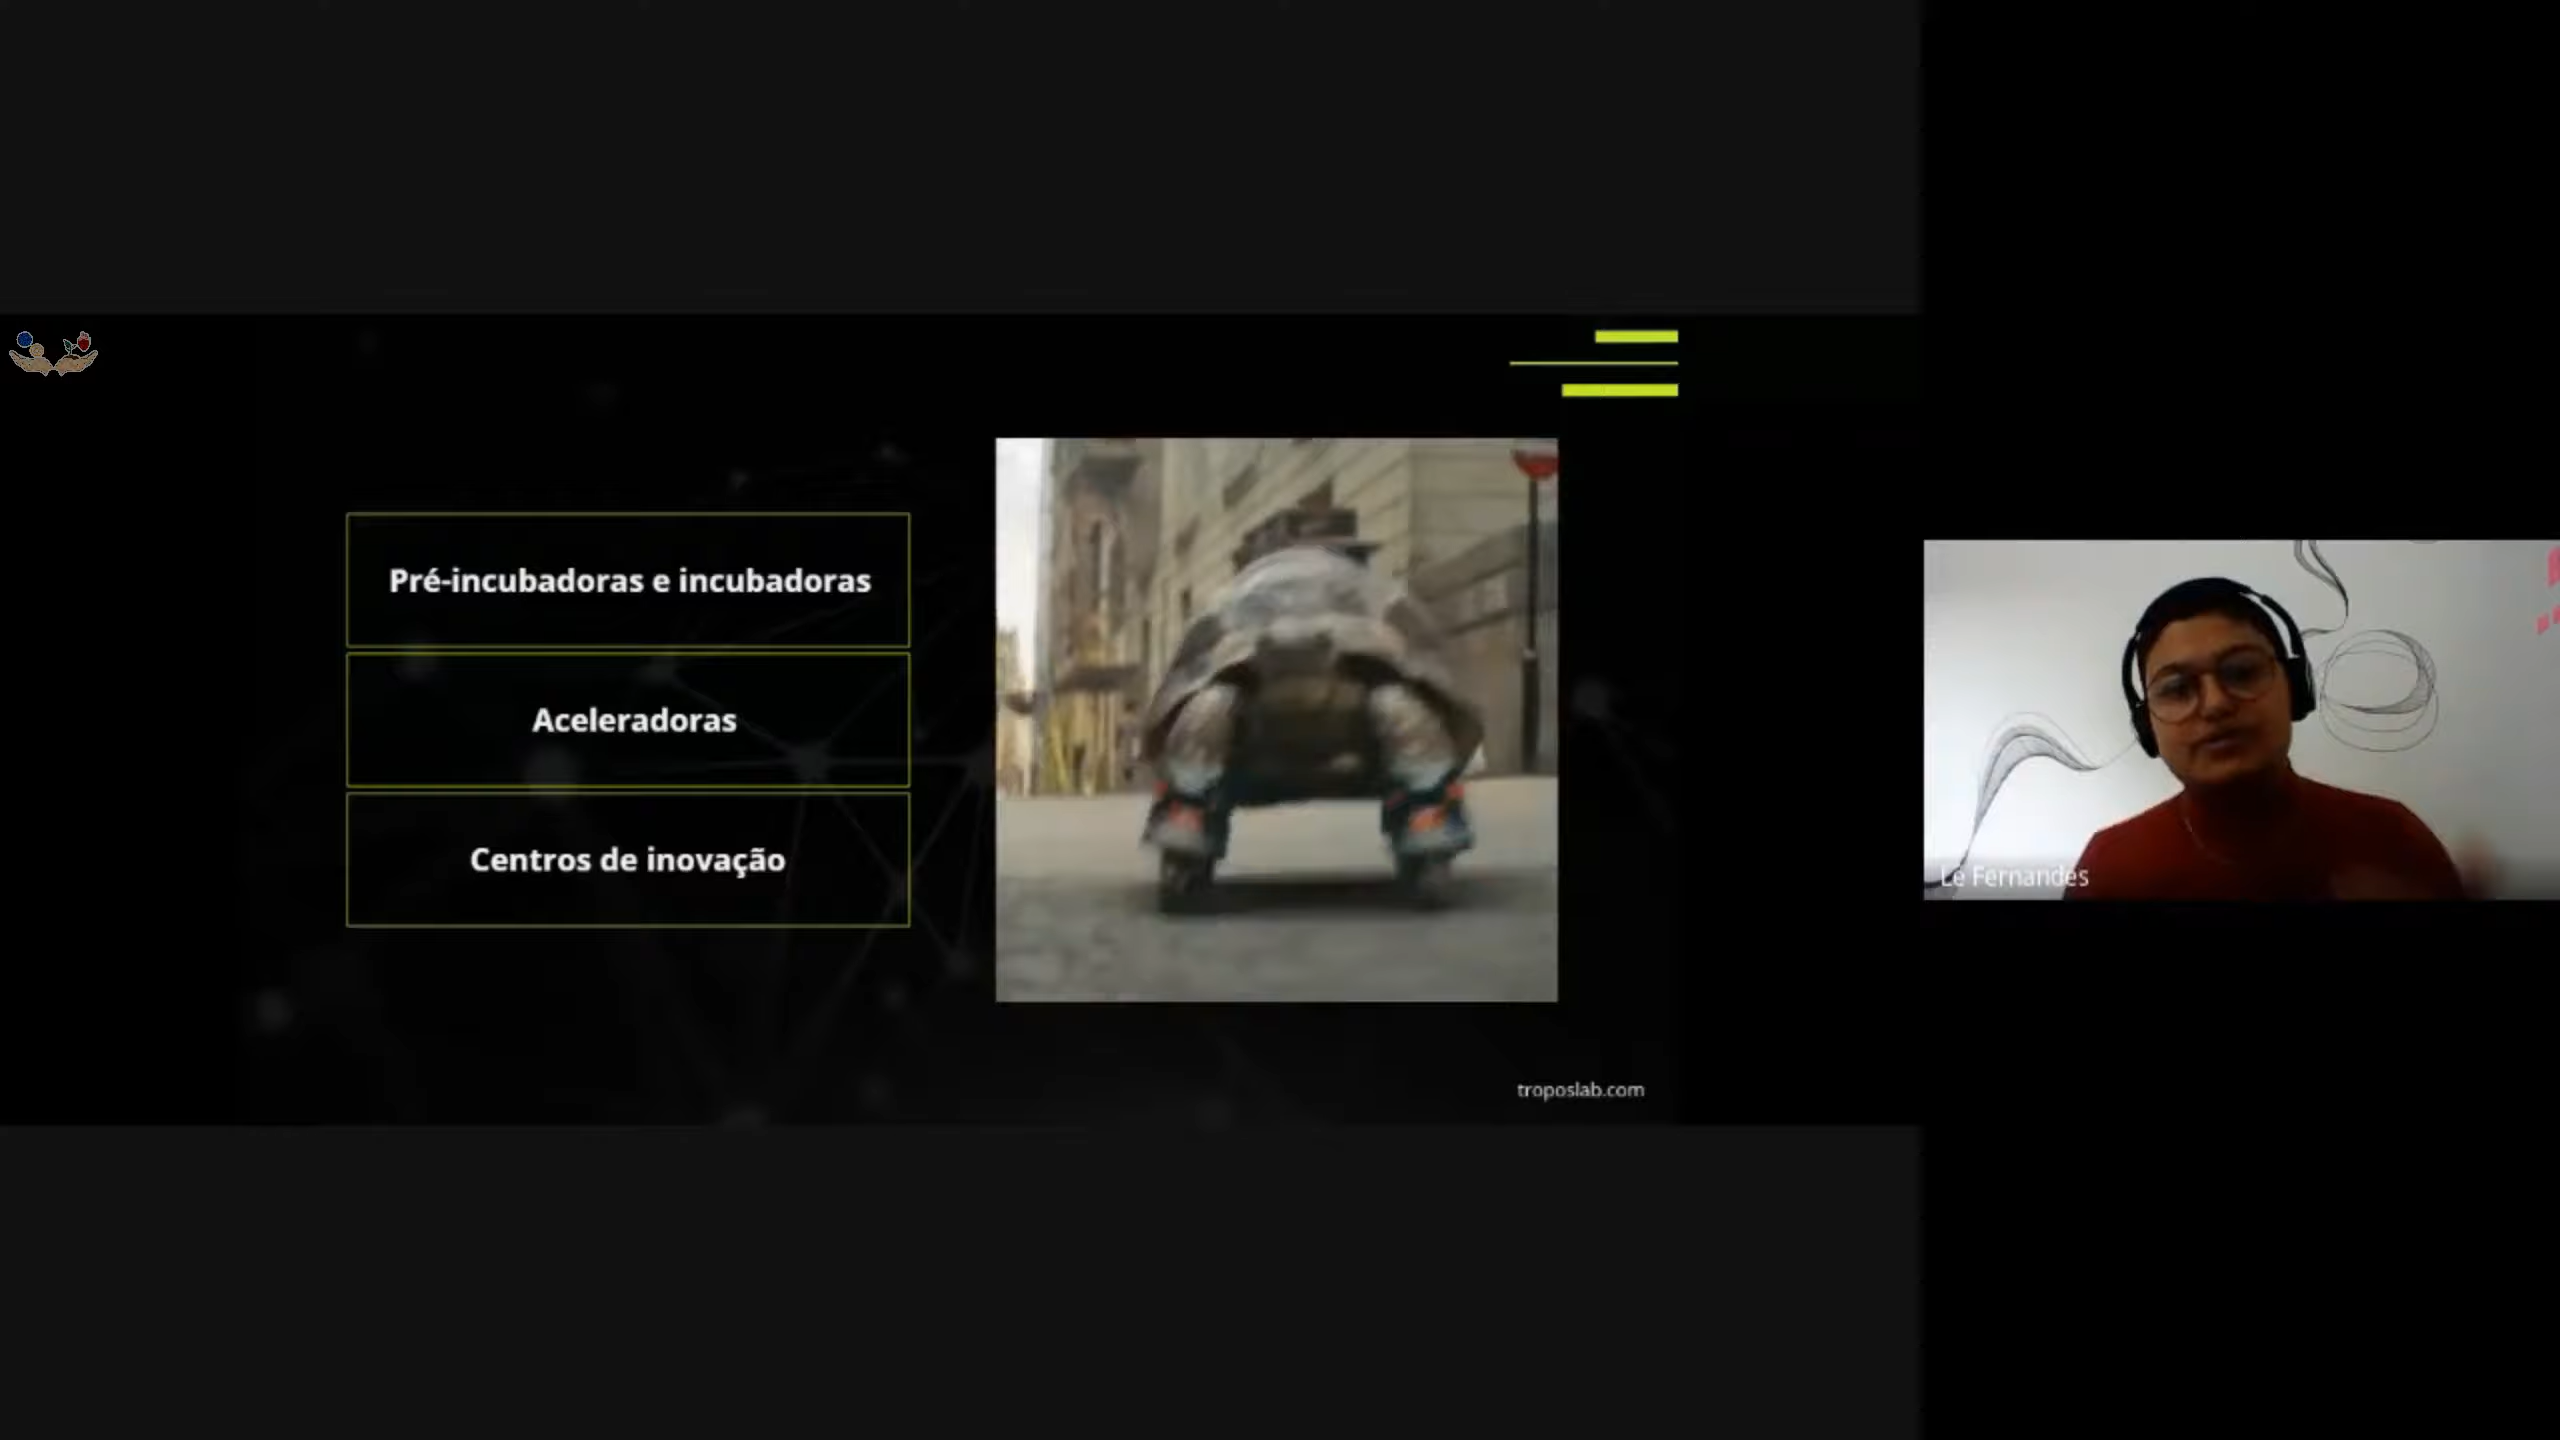 Pré-incubadoras e incubadoras
Aceleradoras
Centros de inovação
troposlab.com
Le Fernandes